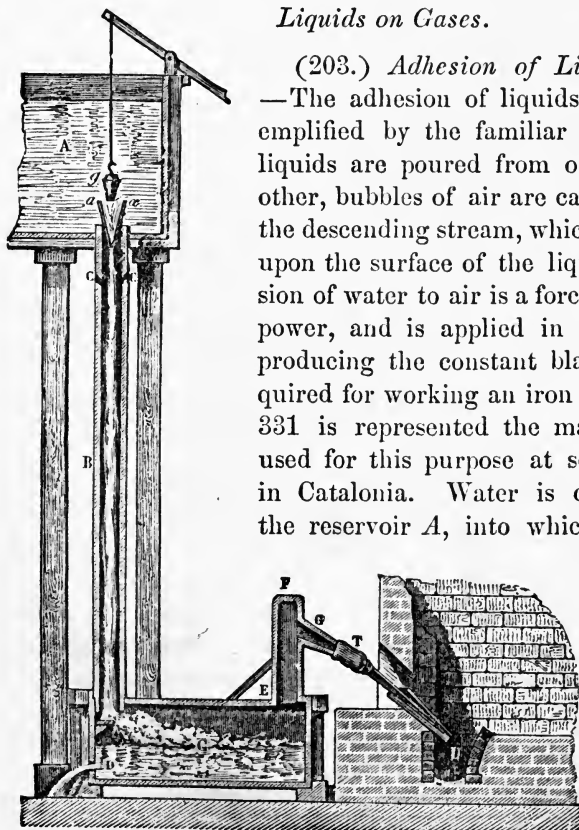 Liquids on Gases.
(203.) Adhesion of Li
—The adhesion of liquids
emplified by the familiar
liquids are poured from o
other, bubbles of air are ca
the descending stream, which
upon the surface of the liq
sion of water to air is a forc
power, and is applied in
producing the constant bla
quired for working an iron
331 is represented the ma
used for this purpose at s
in Catalonia. Water is c
the reservoir A, into whic
A
g
a
C
B
F
G
T
E
D